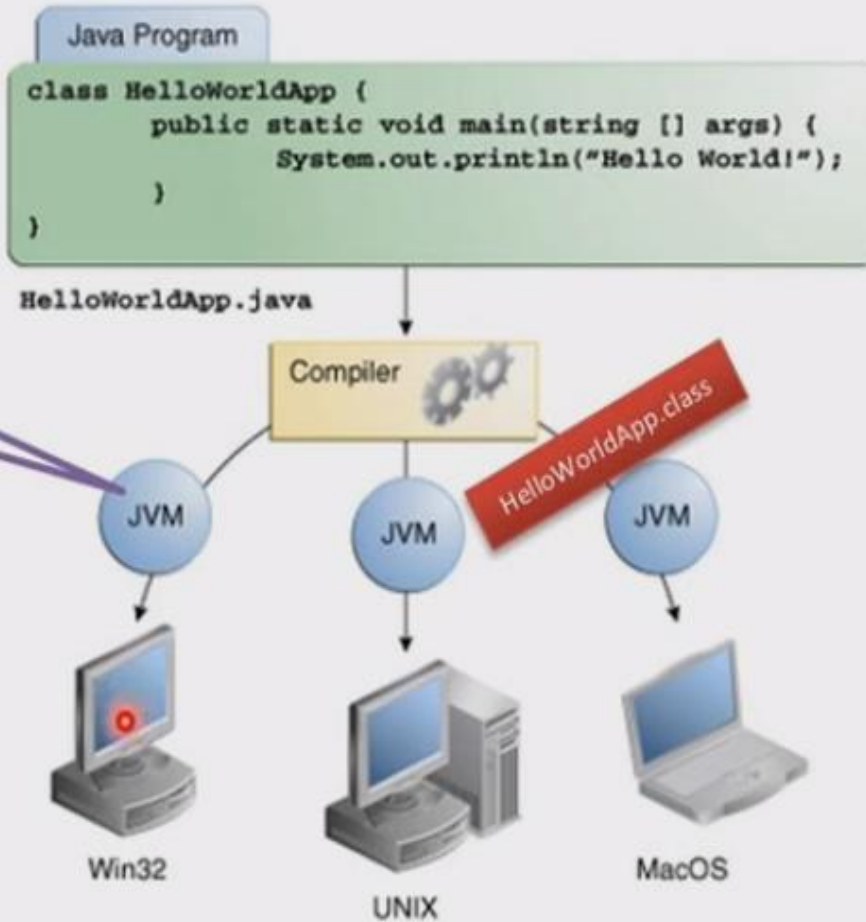 Java Program
class HelloWorldApp {
public static void main(string [] args) {
System.out.println("Hello World!");
}
}
HelloWorldApp.java
Compiler
HelloWorldApp.class
JVM
JVM
JVM
Win32
UNIX
MacOS